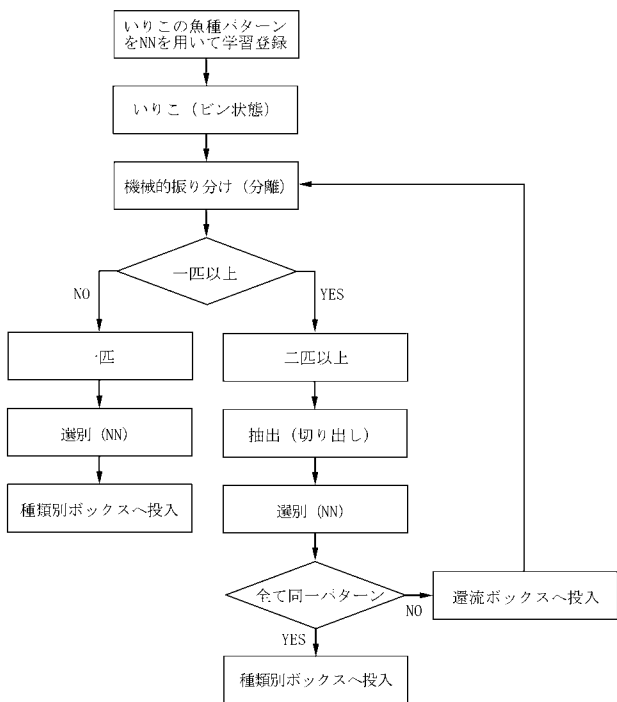 いりこの魚種パターン
をNNを用いて学習登録
いりこ（ビン状態）
機械的振り分け（分離）
一匹以上
NO
YES
一匹
二匹以上
選別（NN）
抽出（切り出し）
種類別ボックスへ投入
選別（NN）
全て同一パターン
NO
還流ボックスへ投入
YES
種類別ボックスへ投入